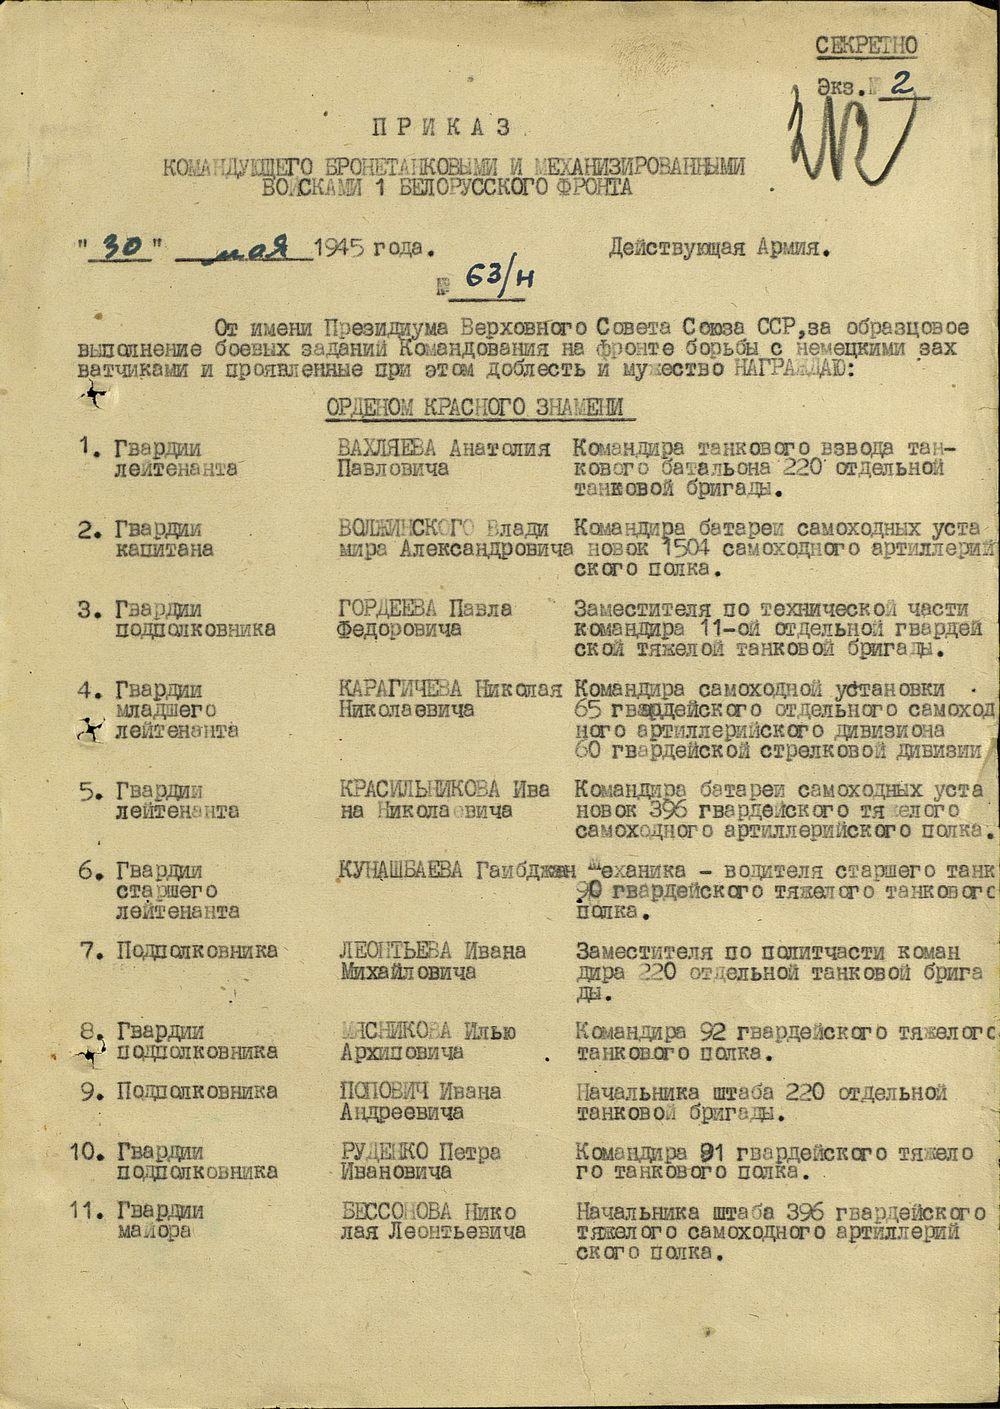 СЕКРЕТНО
Экз.№ 2
ПРИКАЗ
КОМАНДУЮЩЕГО БРОНЕТАНКОВЫМИ И МЕХАНИЗИРОВАННЫМИ
ВОЙСКАМИ 1 БЕЛОРУССКОГО ФРОНТА
"30" мая 1945 года. Действующая Армия.
№ 63/н
От имени Президиума Верховного Совета Союза ССР,за образцовое
выполнение боевых заданий Командования на фронте борьбы с немецкими зах
ватчиками и проявленные при этом доблесть и мужество НАГРАЖДАЮ:
ОРДЕНОМ КРАСНОГО ЗНАМЕНИ
1. Гвардии ВАХЛЯЕВА Анатолия Командира танкового взвода тан-
лейтенанта Павловича кового батальона 220 отдельной
танковой бригады.
2. Гвардии ВОЛЖИНСКОГО Влади Командира батареи самоходных уста
капитана мира Александровича новок 1504 самоходного артиллерий
ского полка.
3. Гвардии ГОРДЕЕВА Павла Заместителя по технической части
подполковника Федоровича командира 11-ой отдельной гвардей
ской тяжелой танковой бригады.
4. Гвардии КАРАГИЧЕВА Николая Командира самоходной установки
младшего Николаевича 65 гвардейского отдельного самоход
лейтенанта ного артиллерийского дивизиона
60 гвардейской стрелковой дивизии
5. Гвардии КРАСИЛЬНИКОВА Ива Командира батареи самоходных уста
лейтенанта на Николаевича новок 396 гвардейского тяжелого
самоходного артиллерийского полка.
6. Гвардии КУНАШБАЕВА Гаибджан Механика - водителя старшего танк
старшего 90 гвардейского тяжелого танкового
лейтенанта полка.
7. Подполковника ЛЕОНТЬЕВА Ивана Заместителя по политчасти коман
Михайловича дира 220 отдельной танковой брига
ды.
8. Гвардии МЯСНИКОВА Илью Командира 92 гвардейского тяжелого
подполковника Архиповича танкового полка.
9. Подполковника ПОПОВИЧ Ивана Начальника штаба 220 отдельной
Андреевича танковой бригады.
10. Гвардии РУДЕНКО Петра Командира 91 гвардейского тяжело
подполковника Ивановича го танкового полка.
11. Гвардии БЕССОНОВА Нико Начальника штаба 396 гвардейского
майора лая Леонтьевича тяжелого самоходного артиллерий
ского полка.